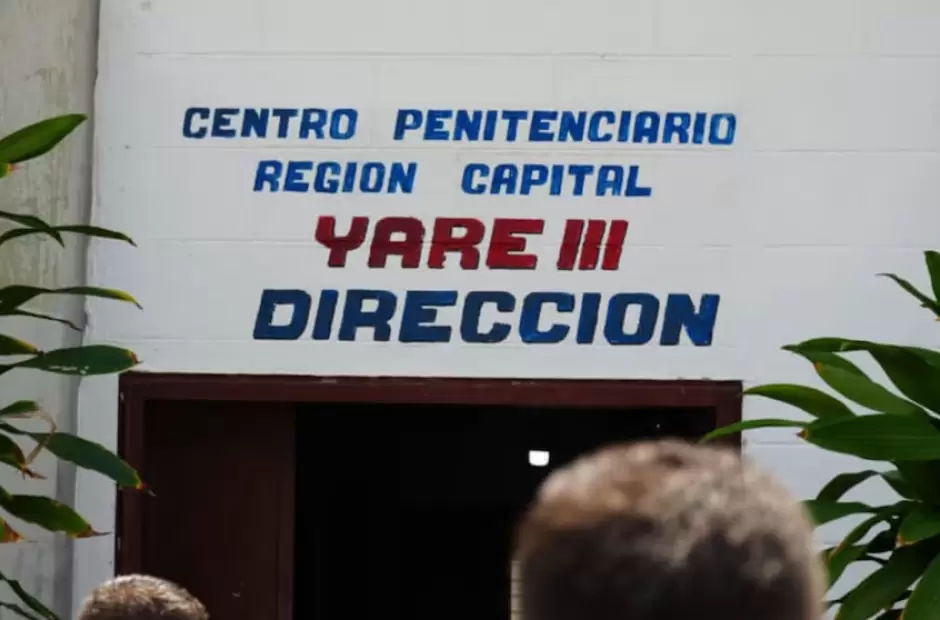 CENTRO PENITENCIARIO
REGION CAPITAL
YARE III
DIRECCION